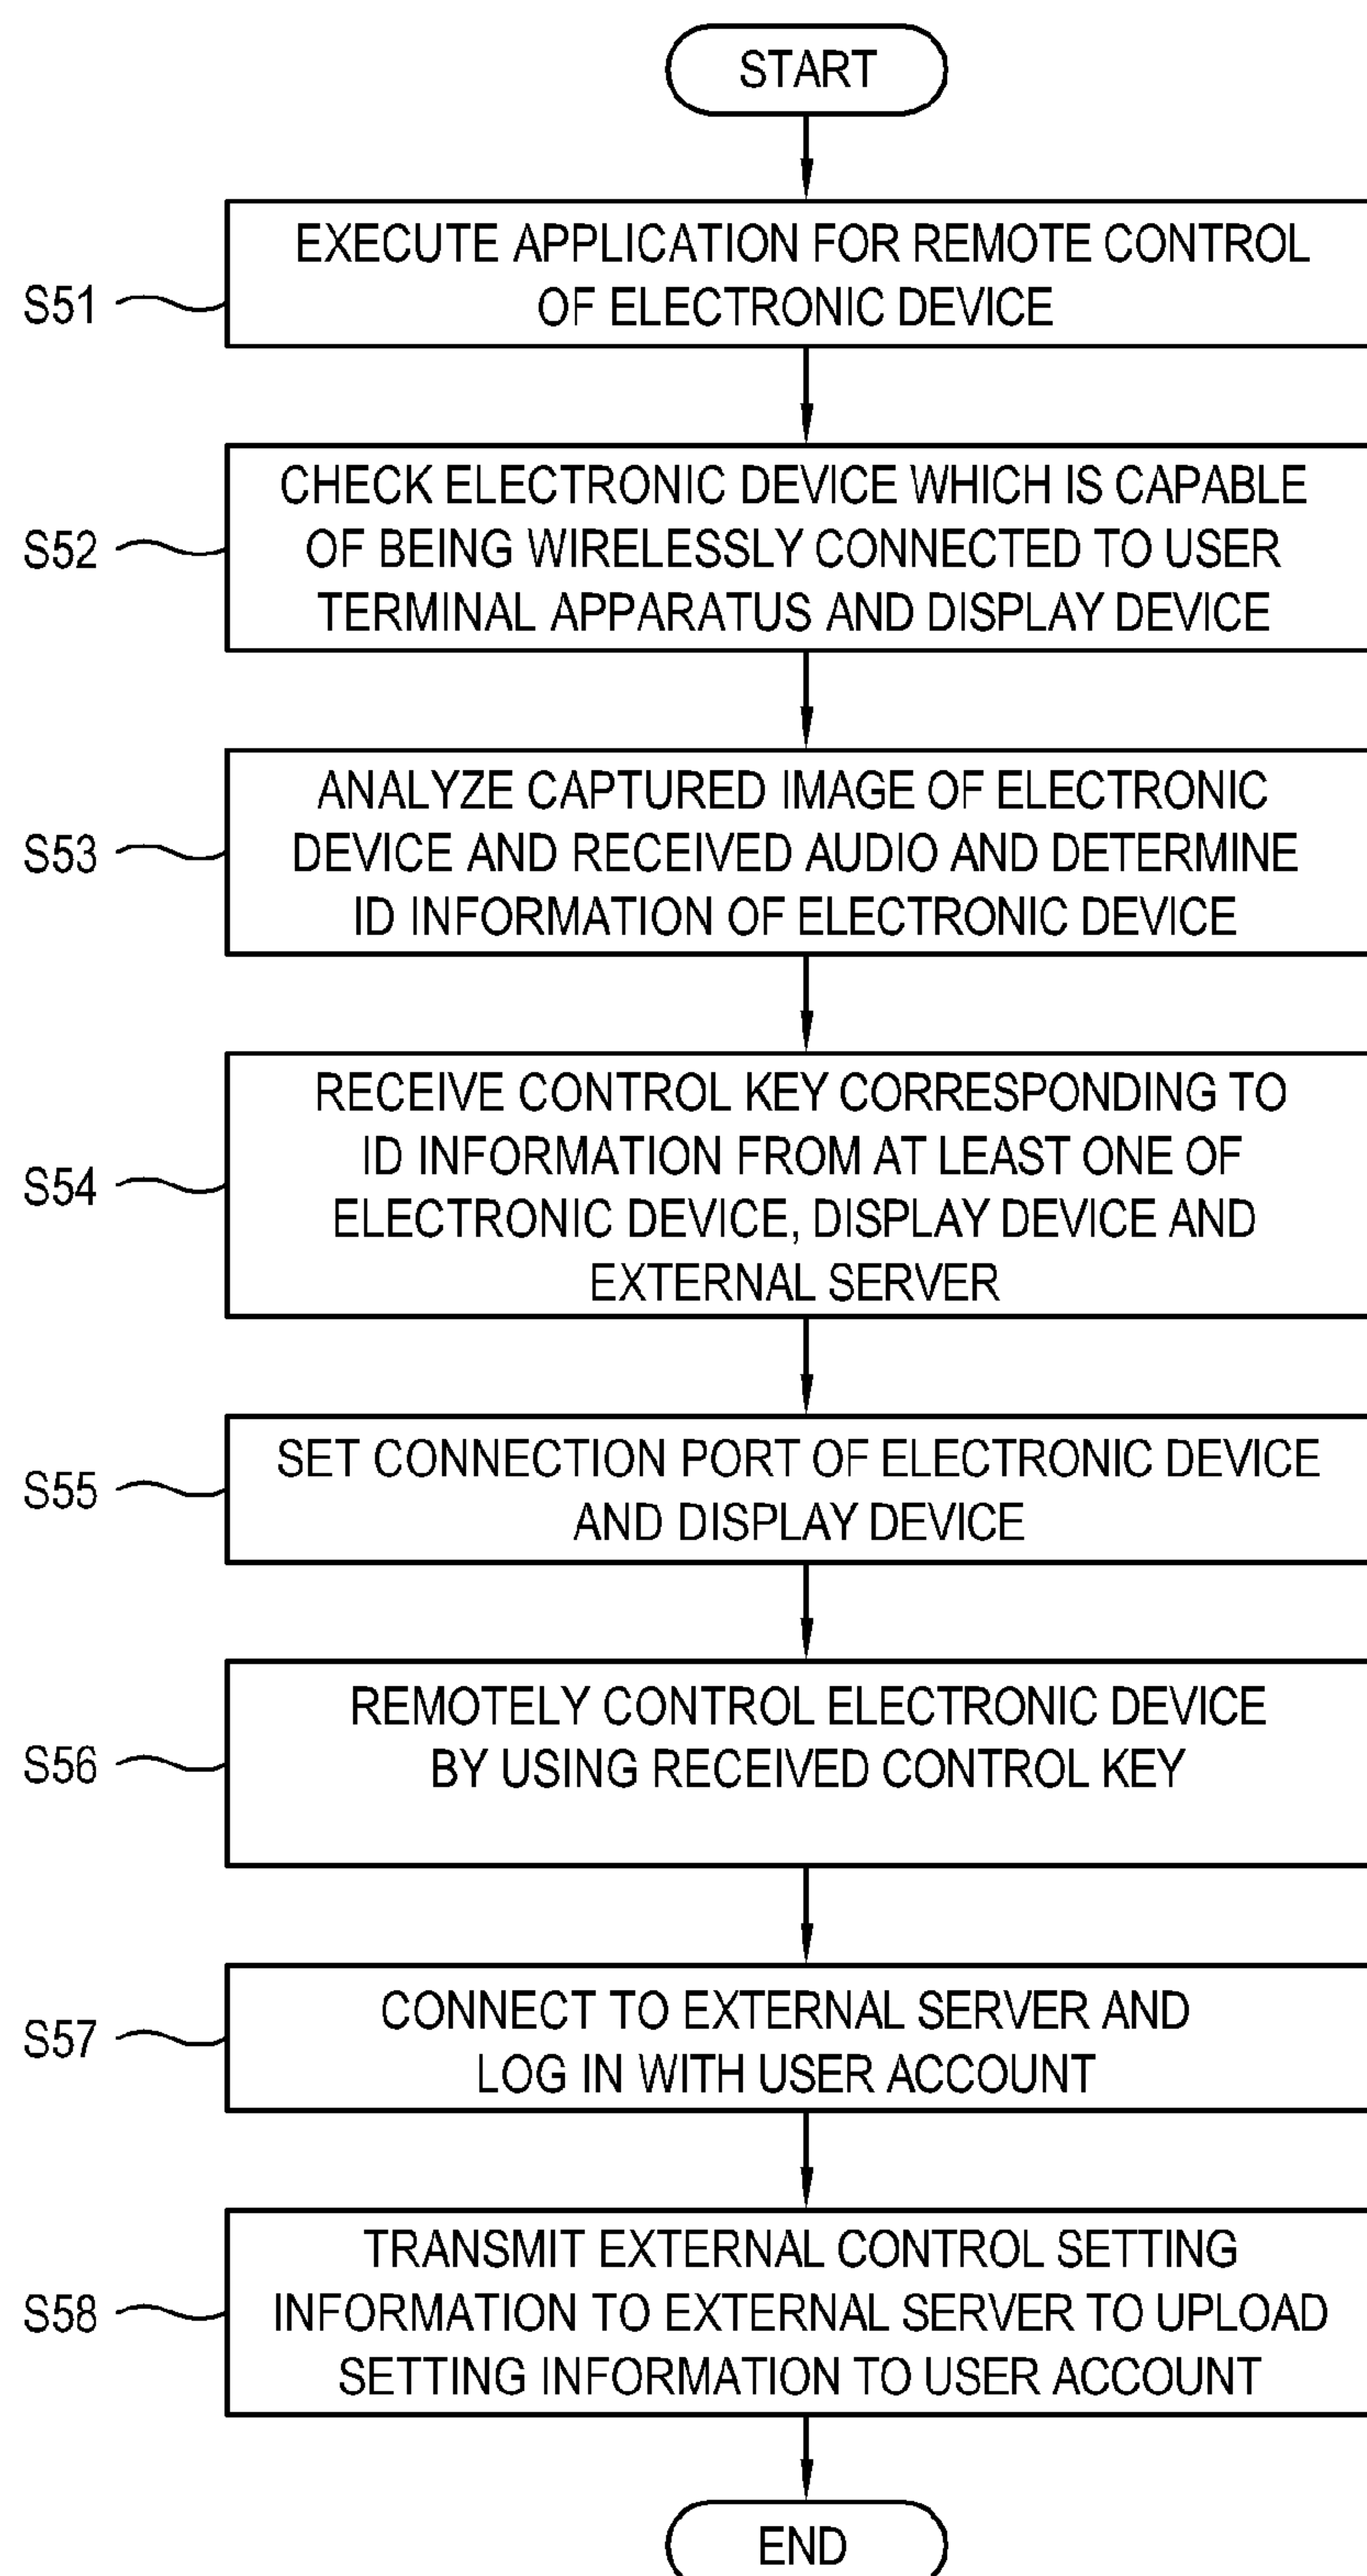 START
S51
EXECUTE APPLICATION FOR REMOTE CONTROL
OF ELECTRONIC DEVICE
S52
CHECK ELECTRONIC DEVICE WHICH IS CAPABLE
OF BEING WIRELESSLY CONNECTED TO USER
TERMINAL APPARATUS AND DISPLAY DEVICE
S53
ANALYZE CAPTURED IMAGE OF ELECTRONIC
DEVICE AND RECEIVED AUDIO AND DETERMINE
ID INFORMATION OF ELECTRONIC DEVICE
S54
RECEIVE CONTROL KEY CORRESPONDING TO
ID INFORMATION FROM AT LEAST ONE OF
ELECTRONIC DEVICE, DISPLAY DEVICE AND
EXTERNAL SERVER
S55
SET CONNECTION PORT OF ELECTRONIC DEVICE
AND DISPLAY DEVICE
S56
REMOTELY CONTROL ELECTRONIC DEVICE
BY USING RECEIVED CONTROL KEY
S57
CONNECT TO EXTERNAL SERVER AND
LOG IN WITH USER ACCOUNT
S58
TRANSMIT EXTERNAL CONTROL SETTING
INFORMATION TO EXTERNAL SERVER TO UPLOAD
SETTING INFORMATION TO USER ACCOUNT
END